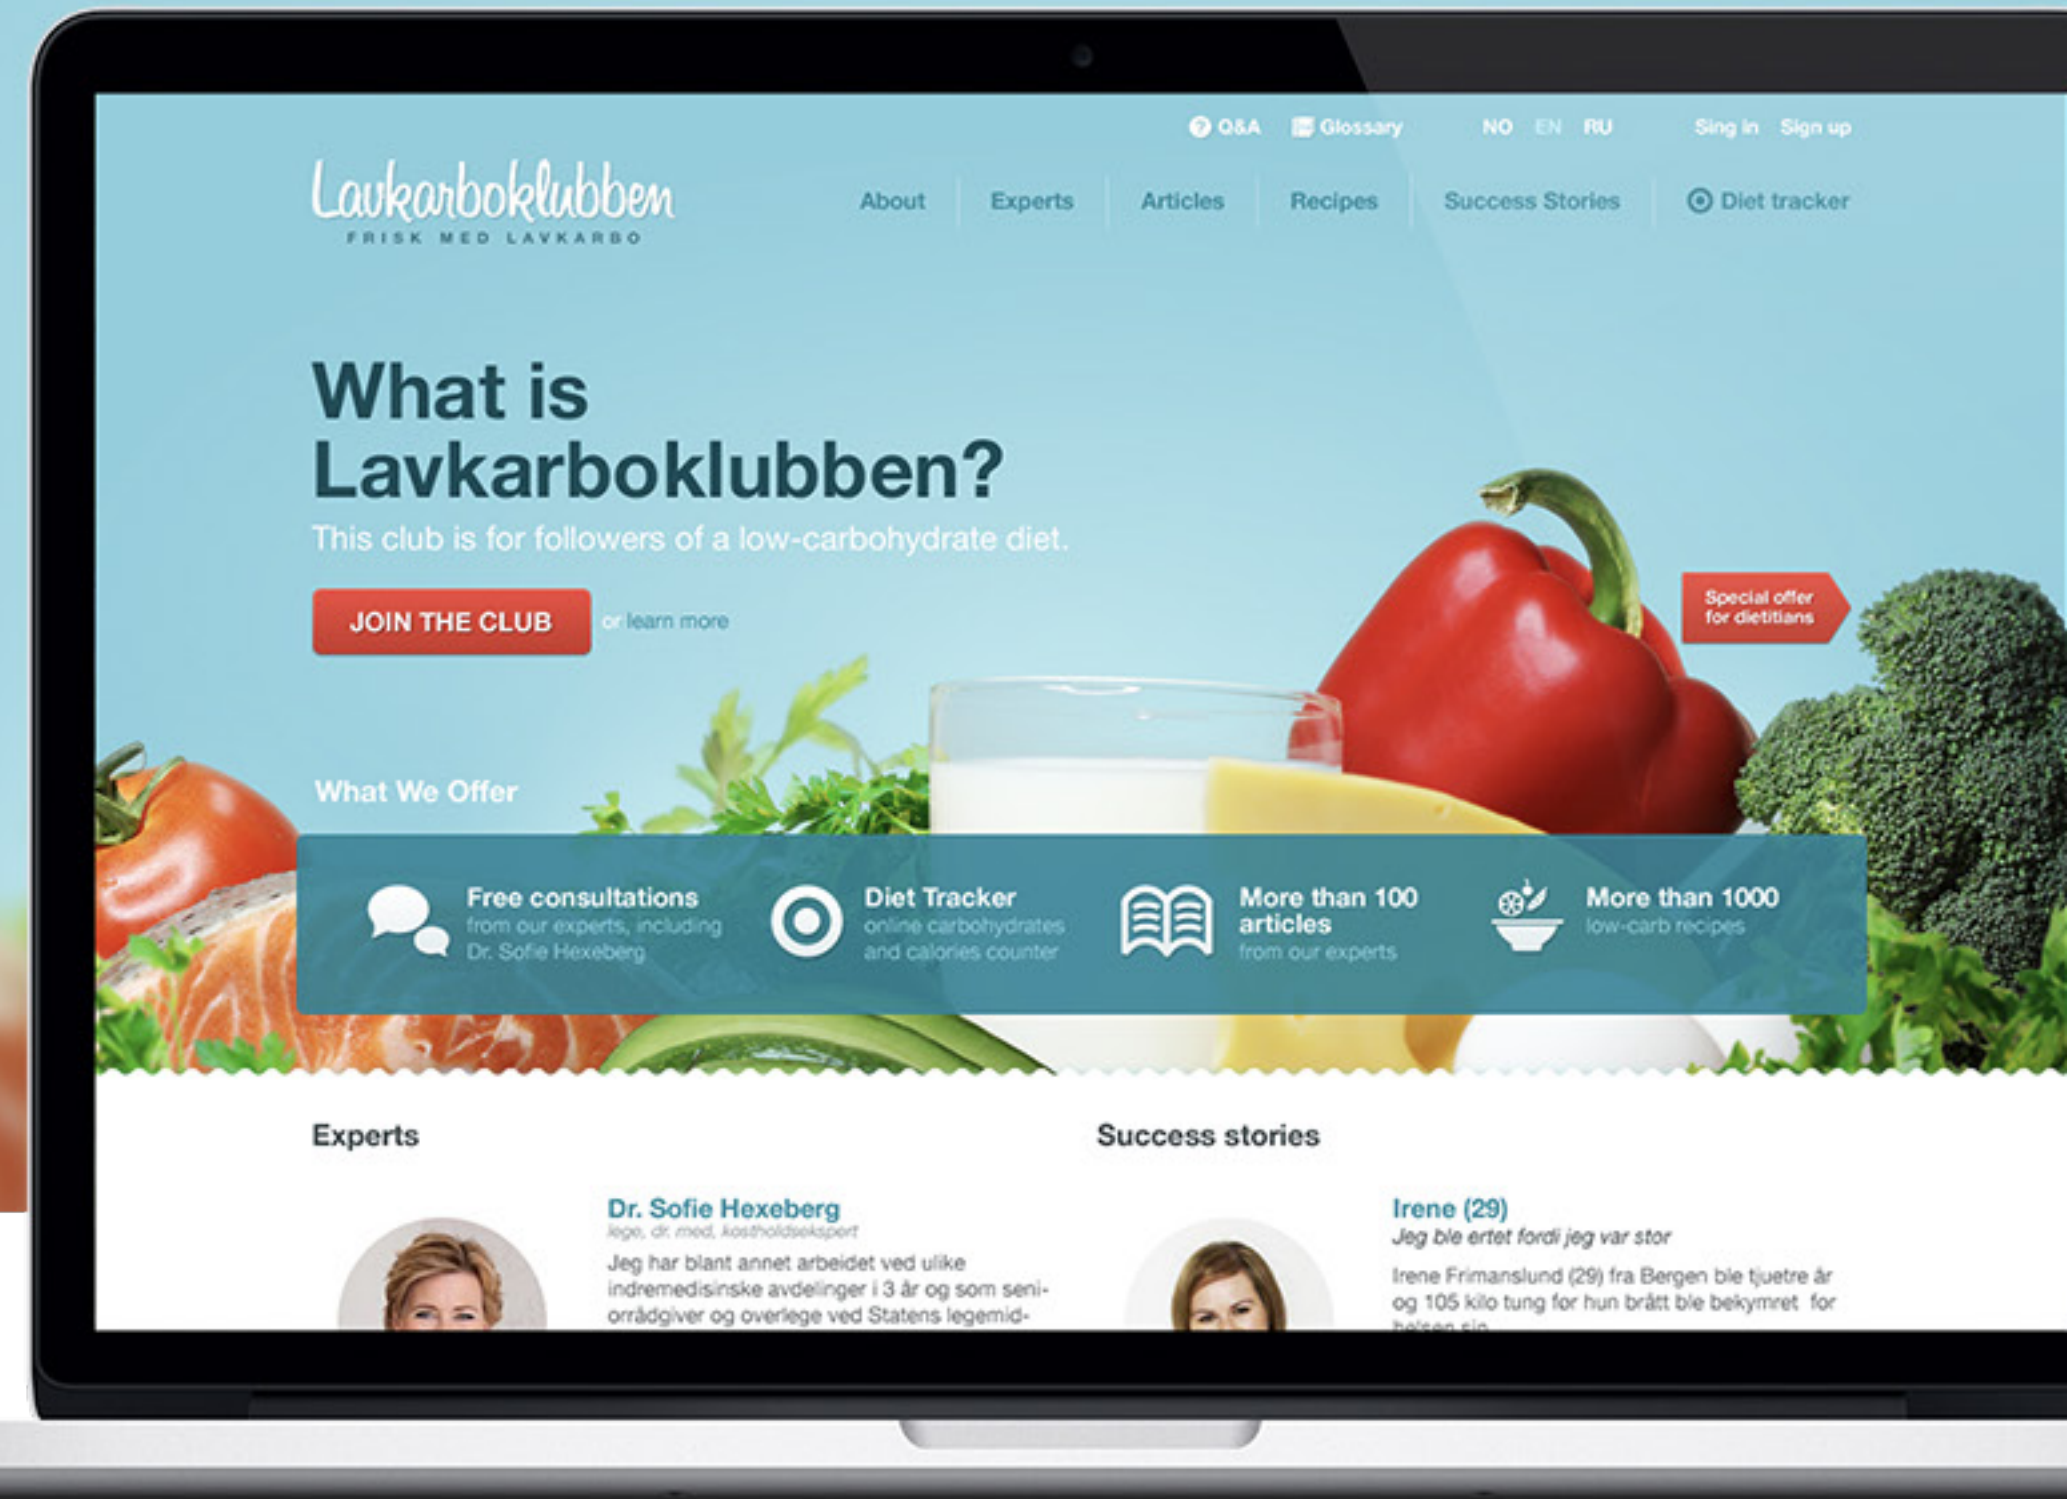 Q&A Glossary NO EN RU Sing in Sign up
Lavkarboklubben
FRISK MED LAVKARBO
About Experts Articles Recipes Success Stories Diet tracker
What is
Lavkarboklubben?
This club is for followers of a low-carbohydrate diet.
JOIN THE CLUB or learn more
Special offer
for dietitians
What We Offer
Free consultations
from our experts, including
Dr. Sofie Hexeberg
Diet Tracker
online carbohydrates
and calories counter
More than 100
articles
from our experts
More than 1000
low-carb recipes
Experts
Dr. Sofie Hexeberg
lege, dr. med, kostholdsekspert
Jeg har blant annet arbeidet ved ulike
indremedisinske avdelinger i 3 år og som seni-
orrådgiver og overlege ved Statens legemid-
Success stories
Irene (29)
Jeg ble ertet fordi jeg var stor
Irene Frimanslund (29) fra Bergen ble tjuetre år
og 105 kilo tung før hun brått ble bekymret for
helsen sin